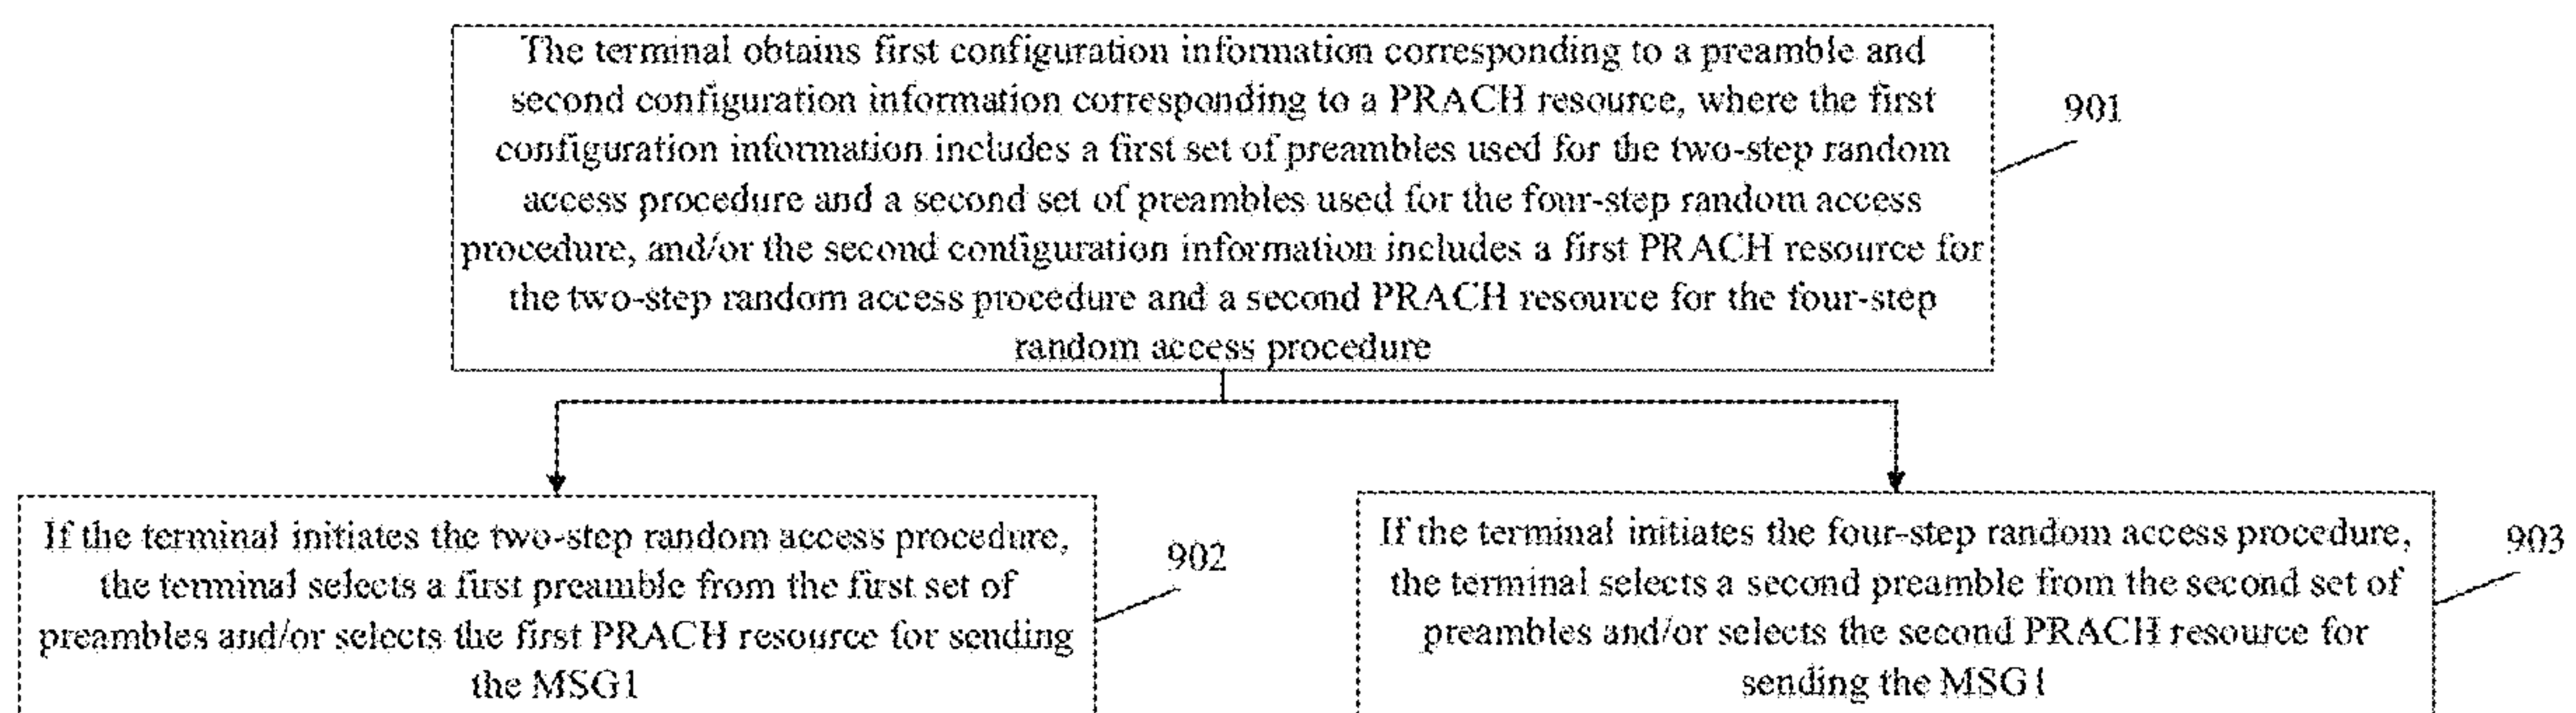 The terminal obtains first configuration information corresponding to a preamble and
second configuration information corresponding to a PRACH resource, where the first
configuration information includes a first set of preambles used for the two-step random
access procedure and a second set of preambles used for the four-step random access
procedure, and/or the second configuration information includes a first PRACH resource for
the two-step random access procedure and a second PRACH resource for the four-step
random access procedure
901
If the terminal initiates the two-step random access procedure,
the terminal selects a first preamble from the first set of
preambles and/or selects the first PRACH resource for sending
the MSG1
902
If the terminal initiates the four-step random access procedure,
the terminal selects a second preamble from the second set of
preambles and/or selects the second PRACH resource for
sending the MSG1
903